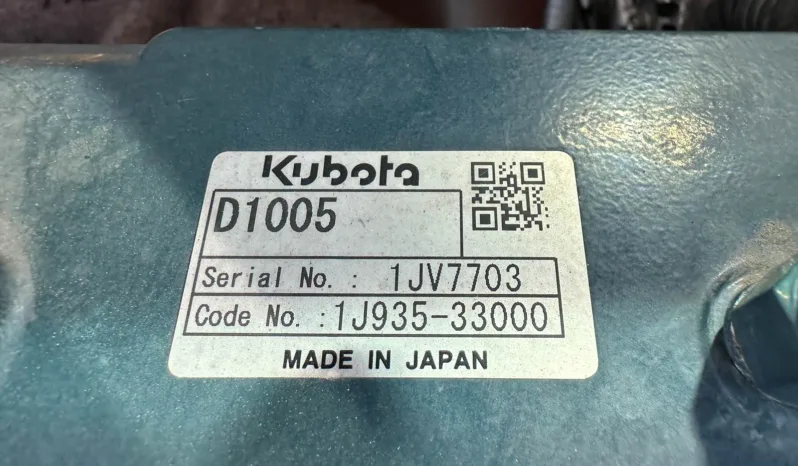 Kubota
D1005
Serial No. : 1JV7703
Code No. :1J935-33000
MADE IN JAPAN